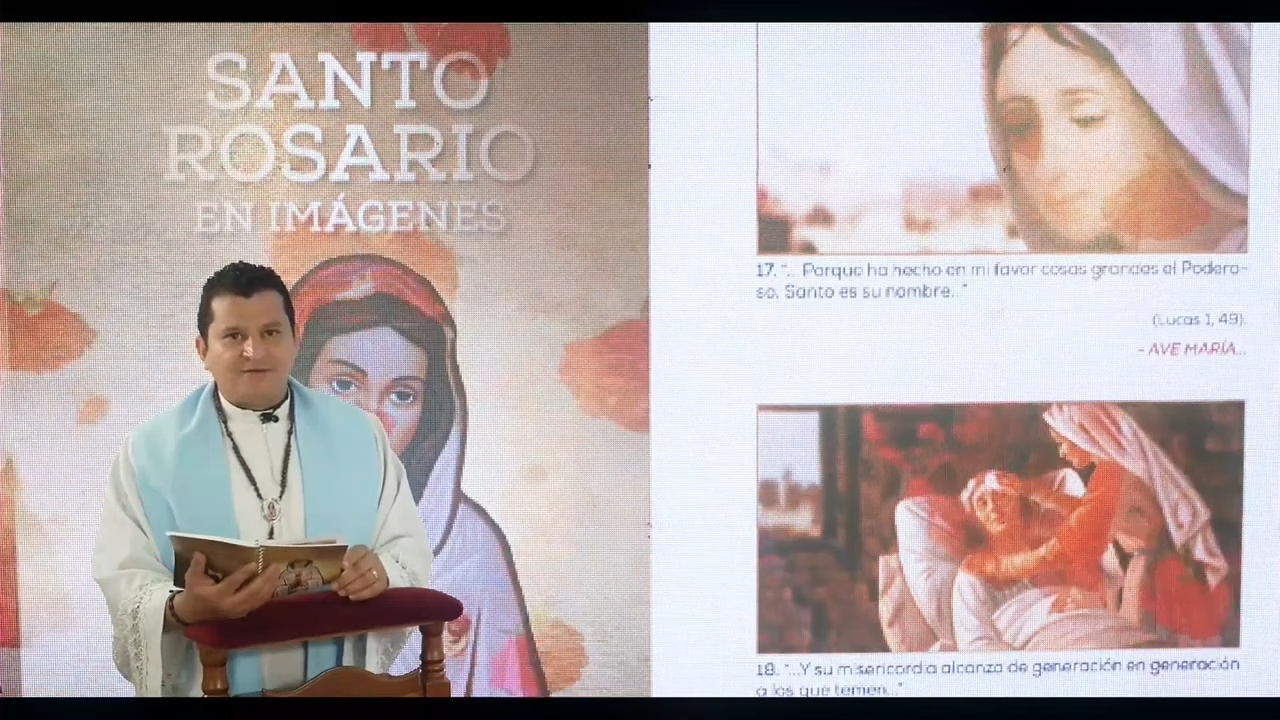 SANTO
ROSARIO
EN IMÁGENES
17. "... Porque ha hecho en mi favor cosas grandes el Podero-
so. Santo es su nombre..."
(Lucas 1, 49).
- AVE MARÍA...
18. "...Y su misericordia alcanza de generación en generación
a los que temen..."